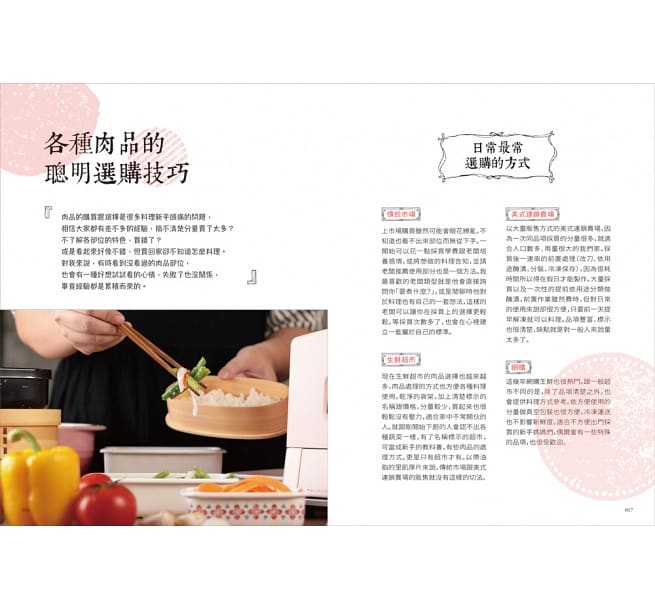 各種肉品的
聰明選購技巧
『
肉品的購買跟選擇是很多料理新手頭痛的問題，
相信大家都有差不多的經驗，搞不清楚分量買了太多？
不了解各部位的特色，買錯了？
或是看起來好像不錯，但買回家卻不知道怎麼料理。
對我來說，有時看到沒看過的肉品部位，
也會有一種好想試試看的心情，失敗了也沒關係，
畢竟經驗都是累積而來的。
』
日常最常
選購的方式
傳統市場
上市場購買雖然可能會眼花繚亂，不
知道也看不出來部位而無從下手。一
開始可以花一點採買學費跟老闆培
養感情，或將想做的料理告知，並請
老闆推薦使用部分也是一個方法。我
最喜歡的老闆類型就是他會直接詢
問你「要煮什麼？」，或是閒聊時他對
於料理也有自己的一套想法，這樣的
老闆可以讓你在採買上的選擇更輕
鬆。等採買次數多了，也會在心裡建
立一籃屬於自己的標準。
生鮮超市
現在生鮮超市的肉品選擇也越來越
多，肉品處理的方式也方便各種料理
使用。乾淨的貨架，加上清楚標示的
名稱跟價格，分量較少，買起來也很
輕鬆沒有壓力，適合家中不常開伙的
人。就跟剛開始下廚的人會認不出各
種蔬菜一樣，有了名稱標示的超市，
可當成新手的教科書。有些肉品的處
理方式，更是只有超市才有。以帶油
脂的里肌厚片來說，傳統市場跟美式
連鎖賣場的販售就沒有這樣的切法。
美式連鎖賣場
以大量販售方式的美式連鎖賣場，因
為一次同品項採買的分量很多，就適
合人口數多，用量很大的我們家。採
買後一連串的前置處理（改刀、依用
途醃漬、分裝、冷凍保存），因為很耗
時間所以得在假日才能製作。大量採
買以及一次性的提前依用途分類做
醃漬，前置作業雖然費時，但對日常
的使用來說卻很方便，只要前一天提
早解凍就可以料理。品項豐富，標示
也很清楚，缺點就是對一般人來說量
太多了。
網購
這幾年網購生鮮也很熱門，跟一般超
市不同的是，除了品項清楚之外，也
會提供料理方式參考。依方便使用的
分量做真空包裝也很方便，冷凍運送
也不影響新鮮度。適合不方便出門採
買的新手媽媽們，偶爾會有一些特殊
的品項，也很受歡迎。
017